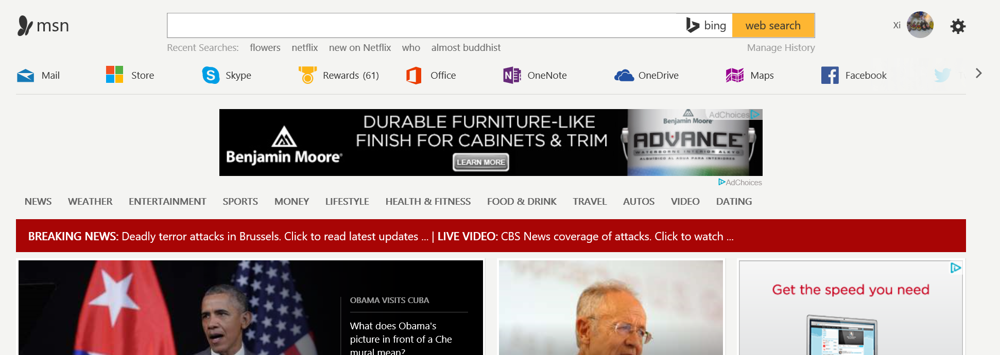 msn
bing
web search
Xi
Recent Searches: flowers netflix new on Netflix who almost buddhist
Manage History
Mail
Store
Skype
Rewards (61)
Office
OneNote
OneDrive
Maps
Facebook
Benjamin Moore
DURABLE FURNITURE-LIKE
FINISH FOR CABINETS & TRIM
LEARN MORE
AdChoices
Benjamin Moore
ADVANCE
WATERBORNE INTERIOR ALKYD
ALQUIDICO AL AGUA PARA INTERIORES
AdChoices
NEWS WEATHER ENTERTAINMENT SPORTS MONEY LIFESTYLE HEALTH & FITNESS FOOD & DRINK TRAVEL AUTOS VIDEO DATING
BREAKING NEWS: Deadly terror attacks in Brussels. Click to read latest updates ... | LIVE VIDEO: CBS News coverage of attacks. Click to watch ...
OBAMA VISITS CUBA
What does Obama's
picture in front of a Che
mural mean?
Get the speed you need